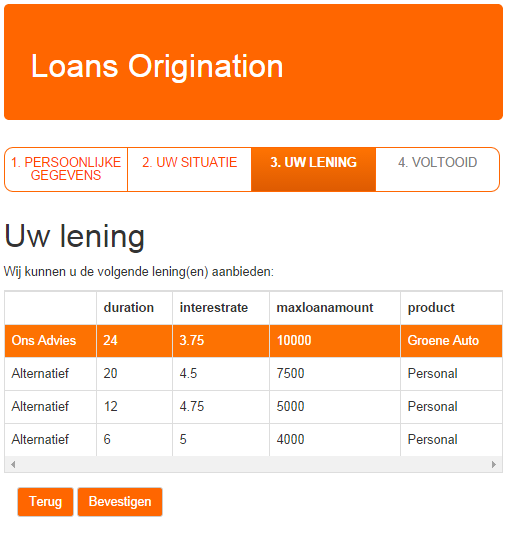 Loans Origination
1. PERSOONLIJKE
GEGEVENS
2. UW SITUATIE
3. UW LENING
4. VOLTOOID
Uw lening
Wij kunnen u de volgende lening(en) aanbieden:
duration interestrate maxloanamount product
Ons Advies 24 3.75 10000 Groene Auto
Alternatief 20 4.5 7500 Personal
Alternatief 12 4.75 5000 Personal
Alternatief 6 5 4000 Personal
Terug Bevestigen